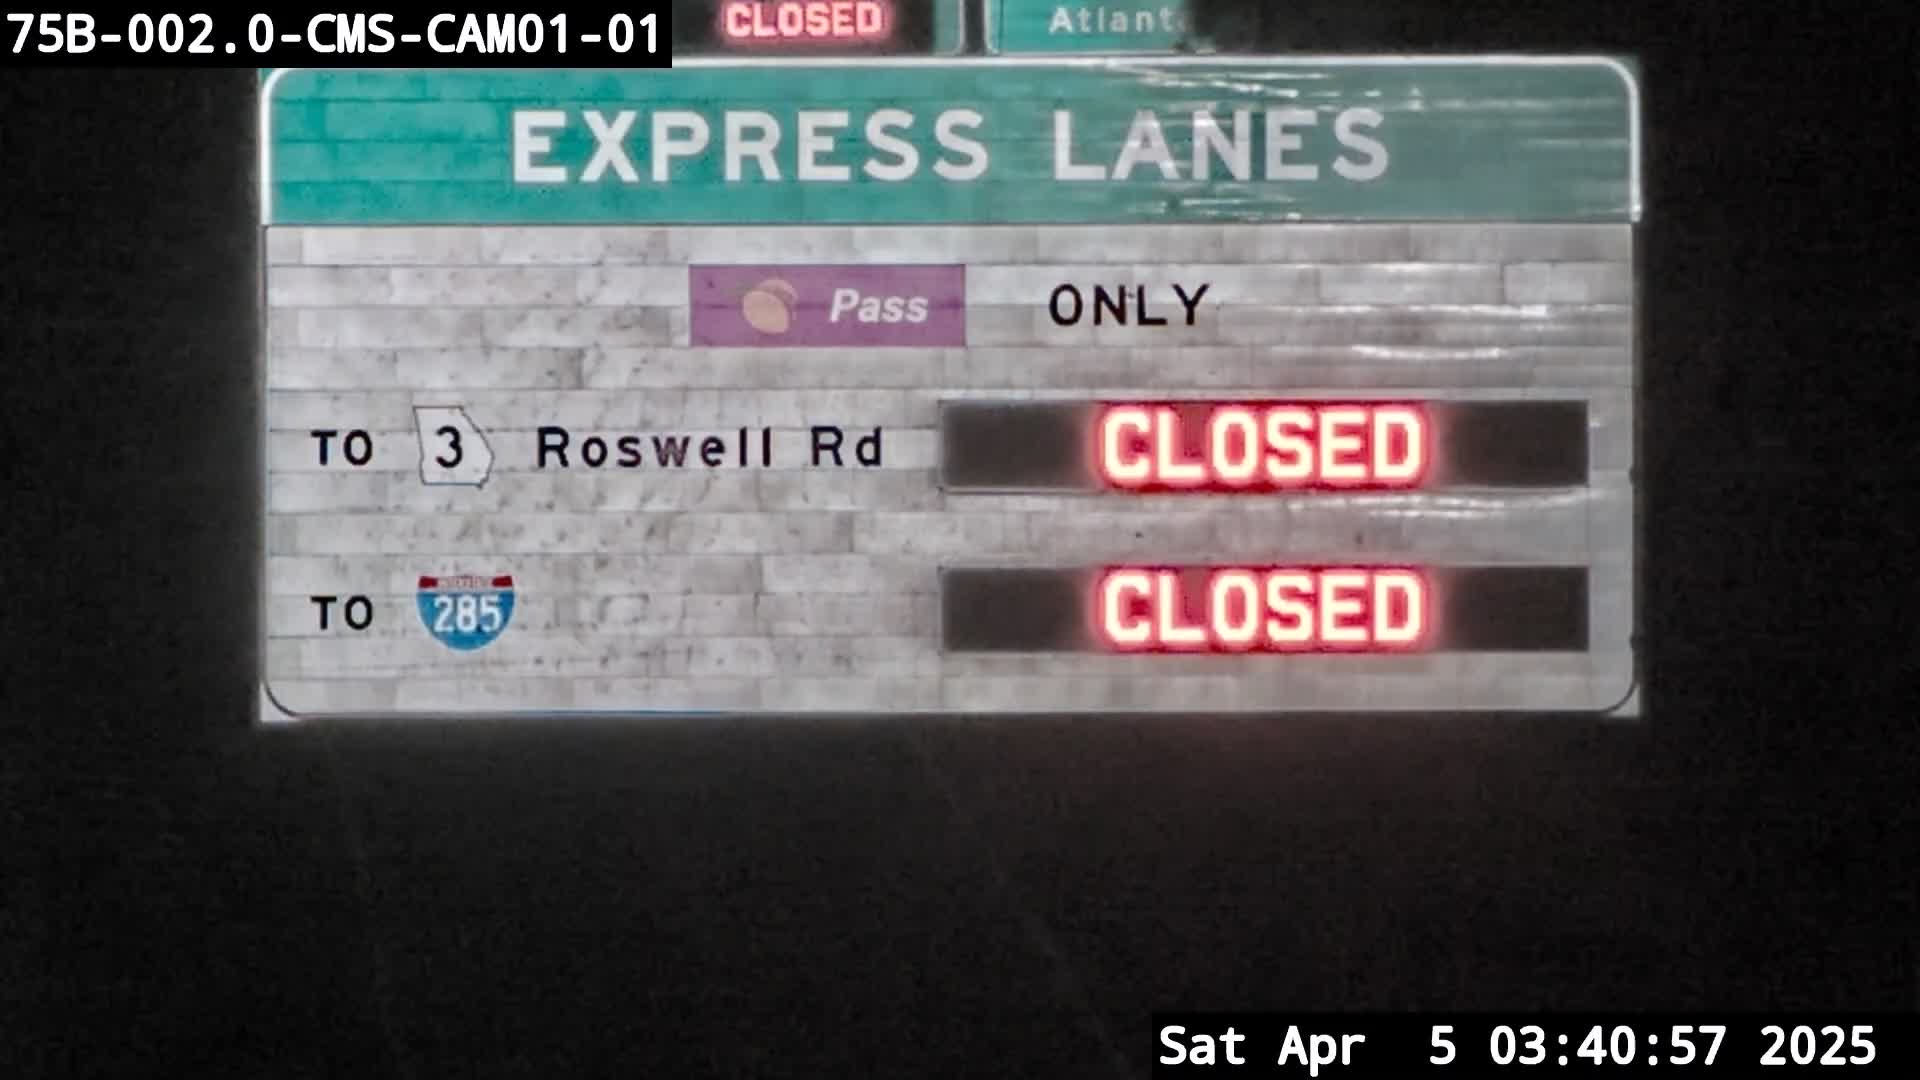 75B-002.0-CMS-CAM01-01
CLOSED
EXPRESS LANES
Pass ONLY
TO 3 Roswell Rd CLOSED
TO 285 CLOSED
Sat Apr 5 03:40:57 2025